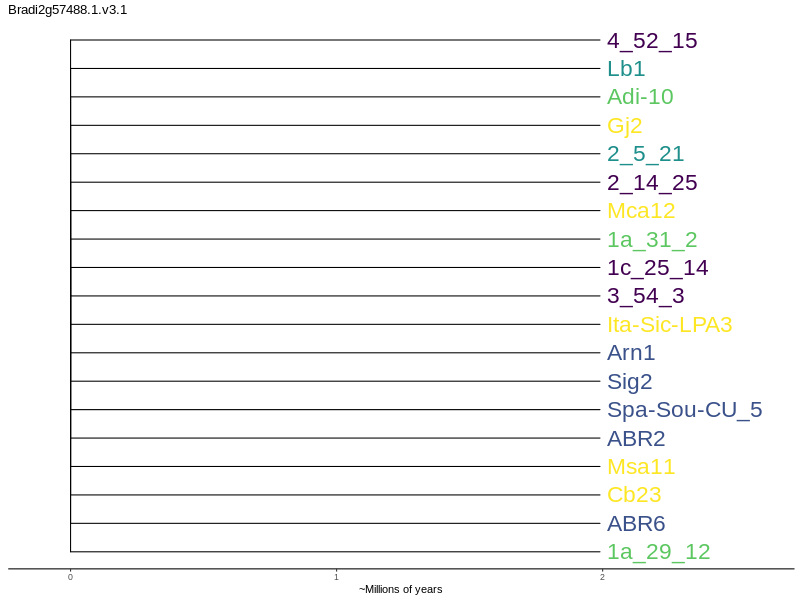 Bradi2g57488.1.v3.1
4_52_15
Lb1
Adi-10
Gj2
2_5_21
2_14_25
Mca12
1a_31_2
1c_25_14
3_54_3
Ita-Sic-LPA3
Arn1
Sig2
Spa-Sou-CU_5
ABR2
Msa11
Cb23
ABR6
1a_29_12
0 1 2
~Millions of years